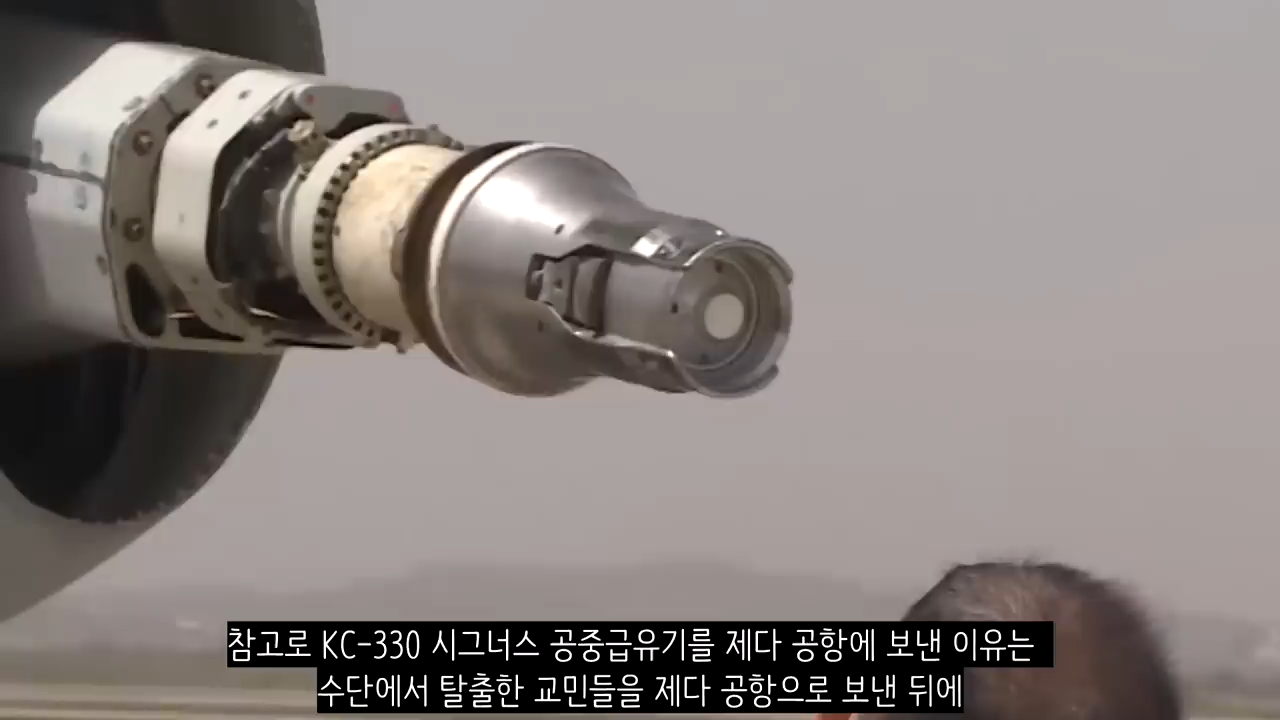 참고로 KC-330 시그너스 공중급유기를 제다 공항에 보낸 이유는
수단에서 탈출한 교민들을 제다 공항으로 보낸 뒤에